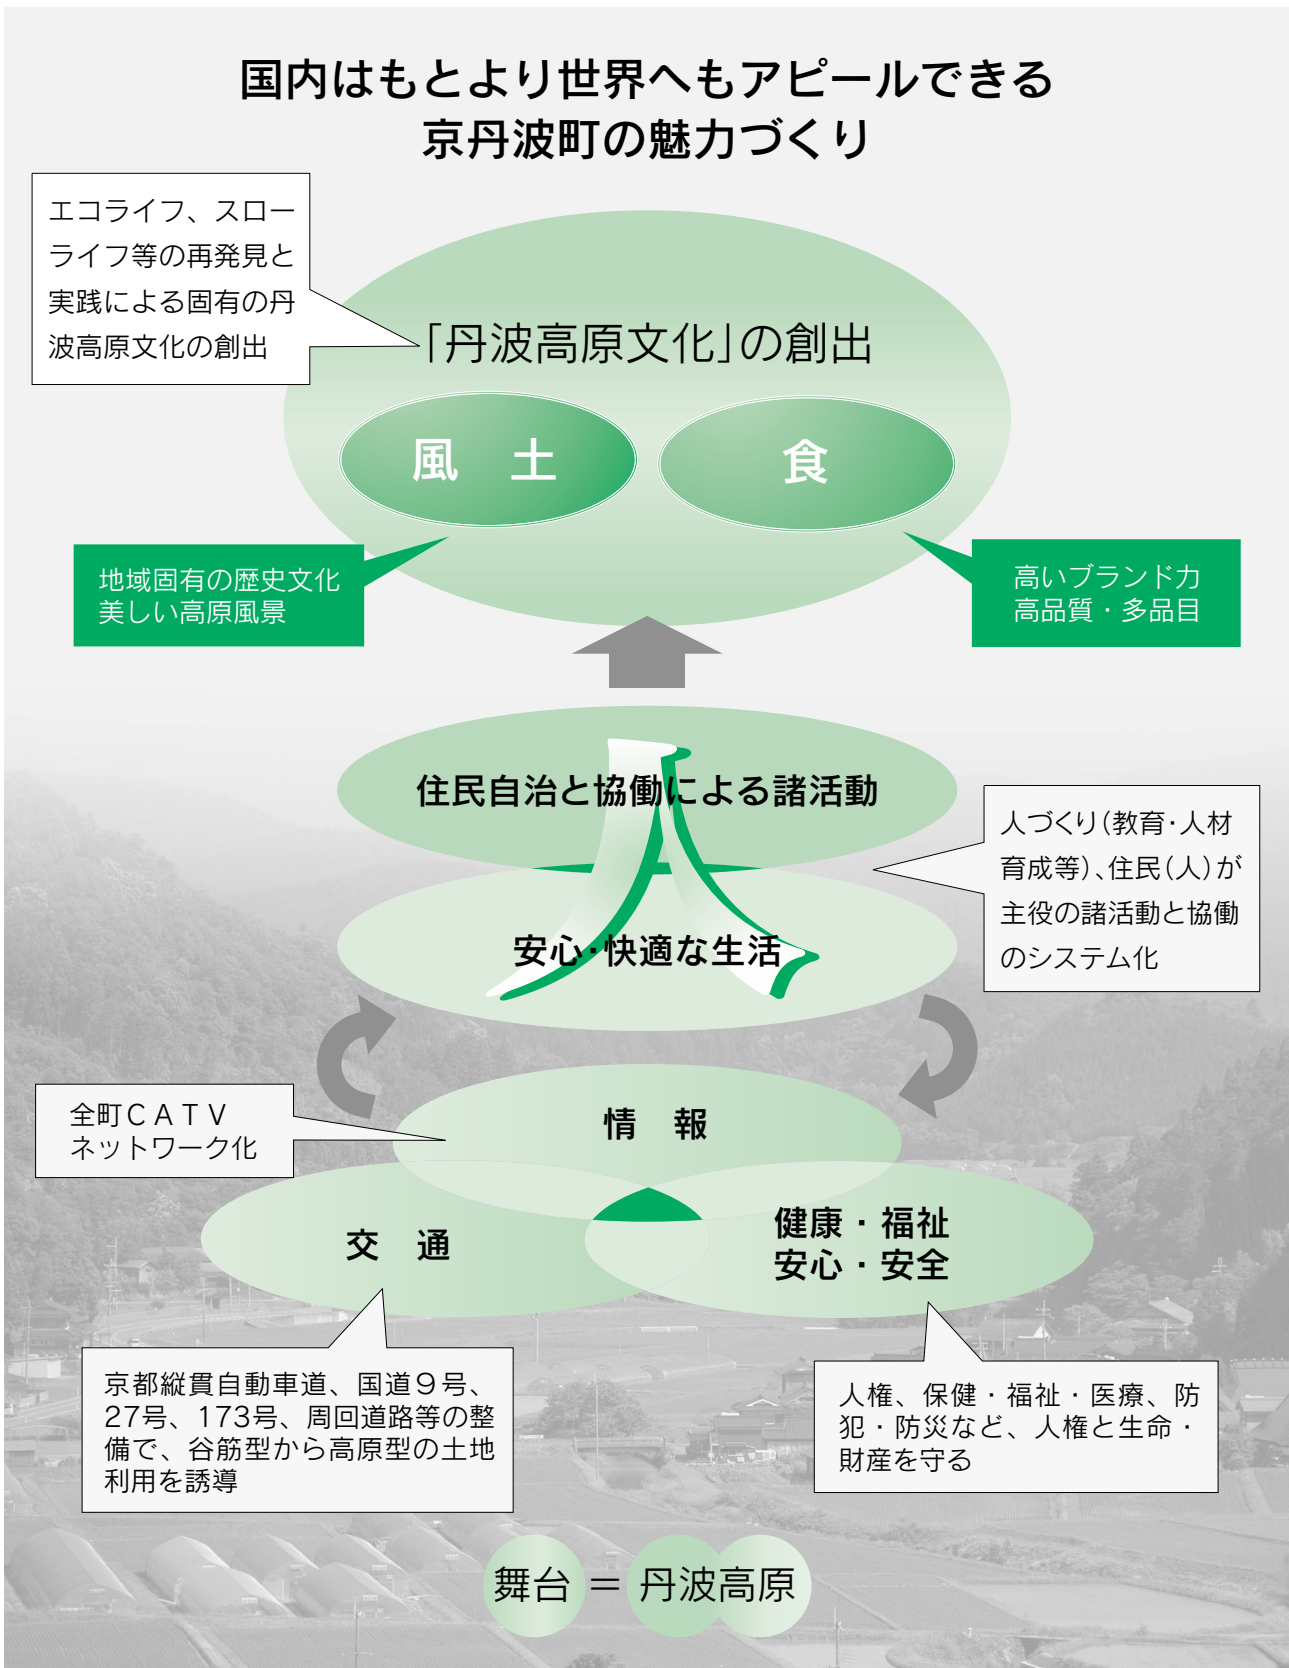 国内はもとより世界へもアピールできる
京丹波町の魅力づくり
エコライフ、スロー
ライフ等の再発見と
実践による固有の丹
波高原文化の創出
「丹波高原文化」の創出
風 土
食
地域固有の歴史文化
美しい高原風景
高いブランド力
高品質・多品目
人
住民自治と協働による諸活動
安心・快適な生活
人づくり(教育・人材
育成等)、住民(人)が
主役の諸活動と協働
のシステム化
全町CATV
ネットワーク化
情 報
交 通
健康・福祉
安心・安全
京都縦貫自動車道、国道9号、
27号、173号、周回道路等の整
備で、谷筋型から高原型の土地
利用を誘導
人権、保健・福祉・医療、防
犯・防災など、人権と生命・
財産を守る
舞台 = 丹波高原